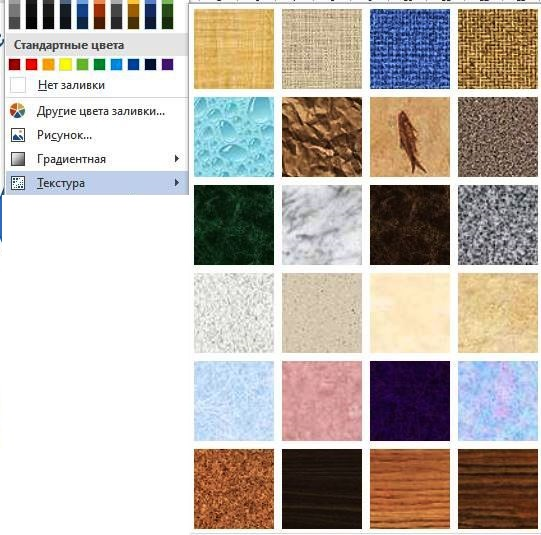 Стандартные цвета
Нет заливки
Другие цвета заливки...
Рисунок...
Градиентная
Текстура